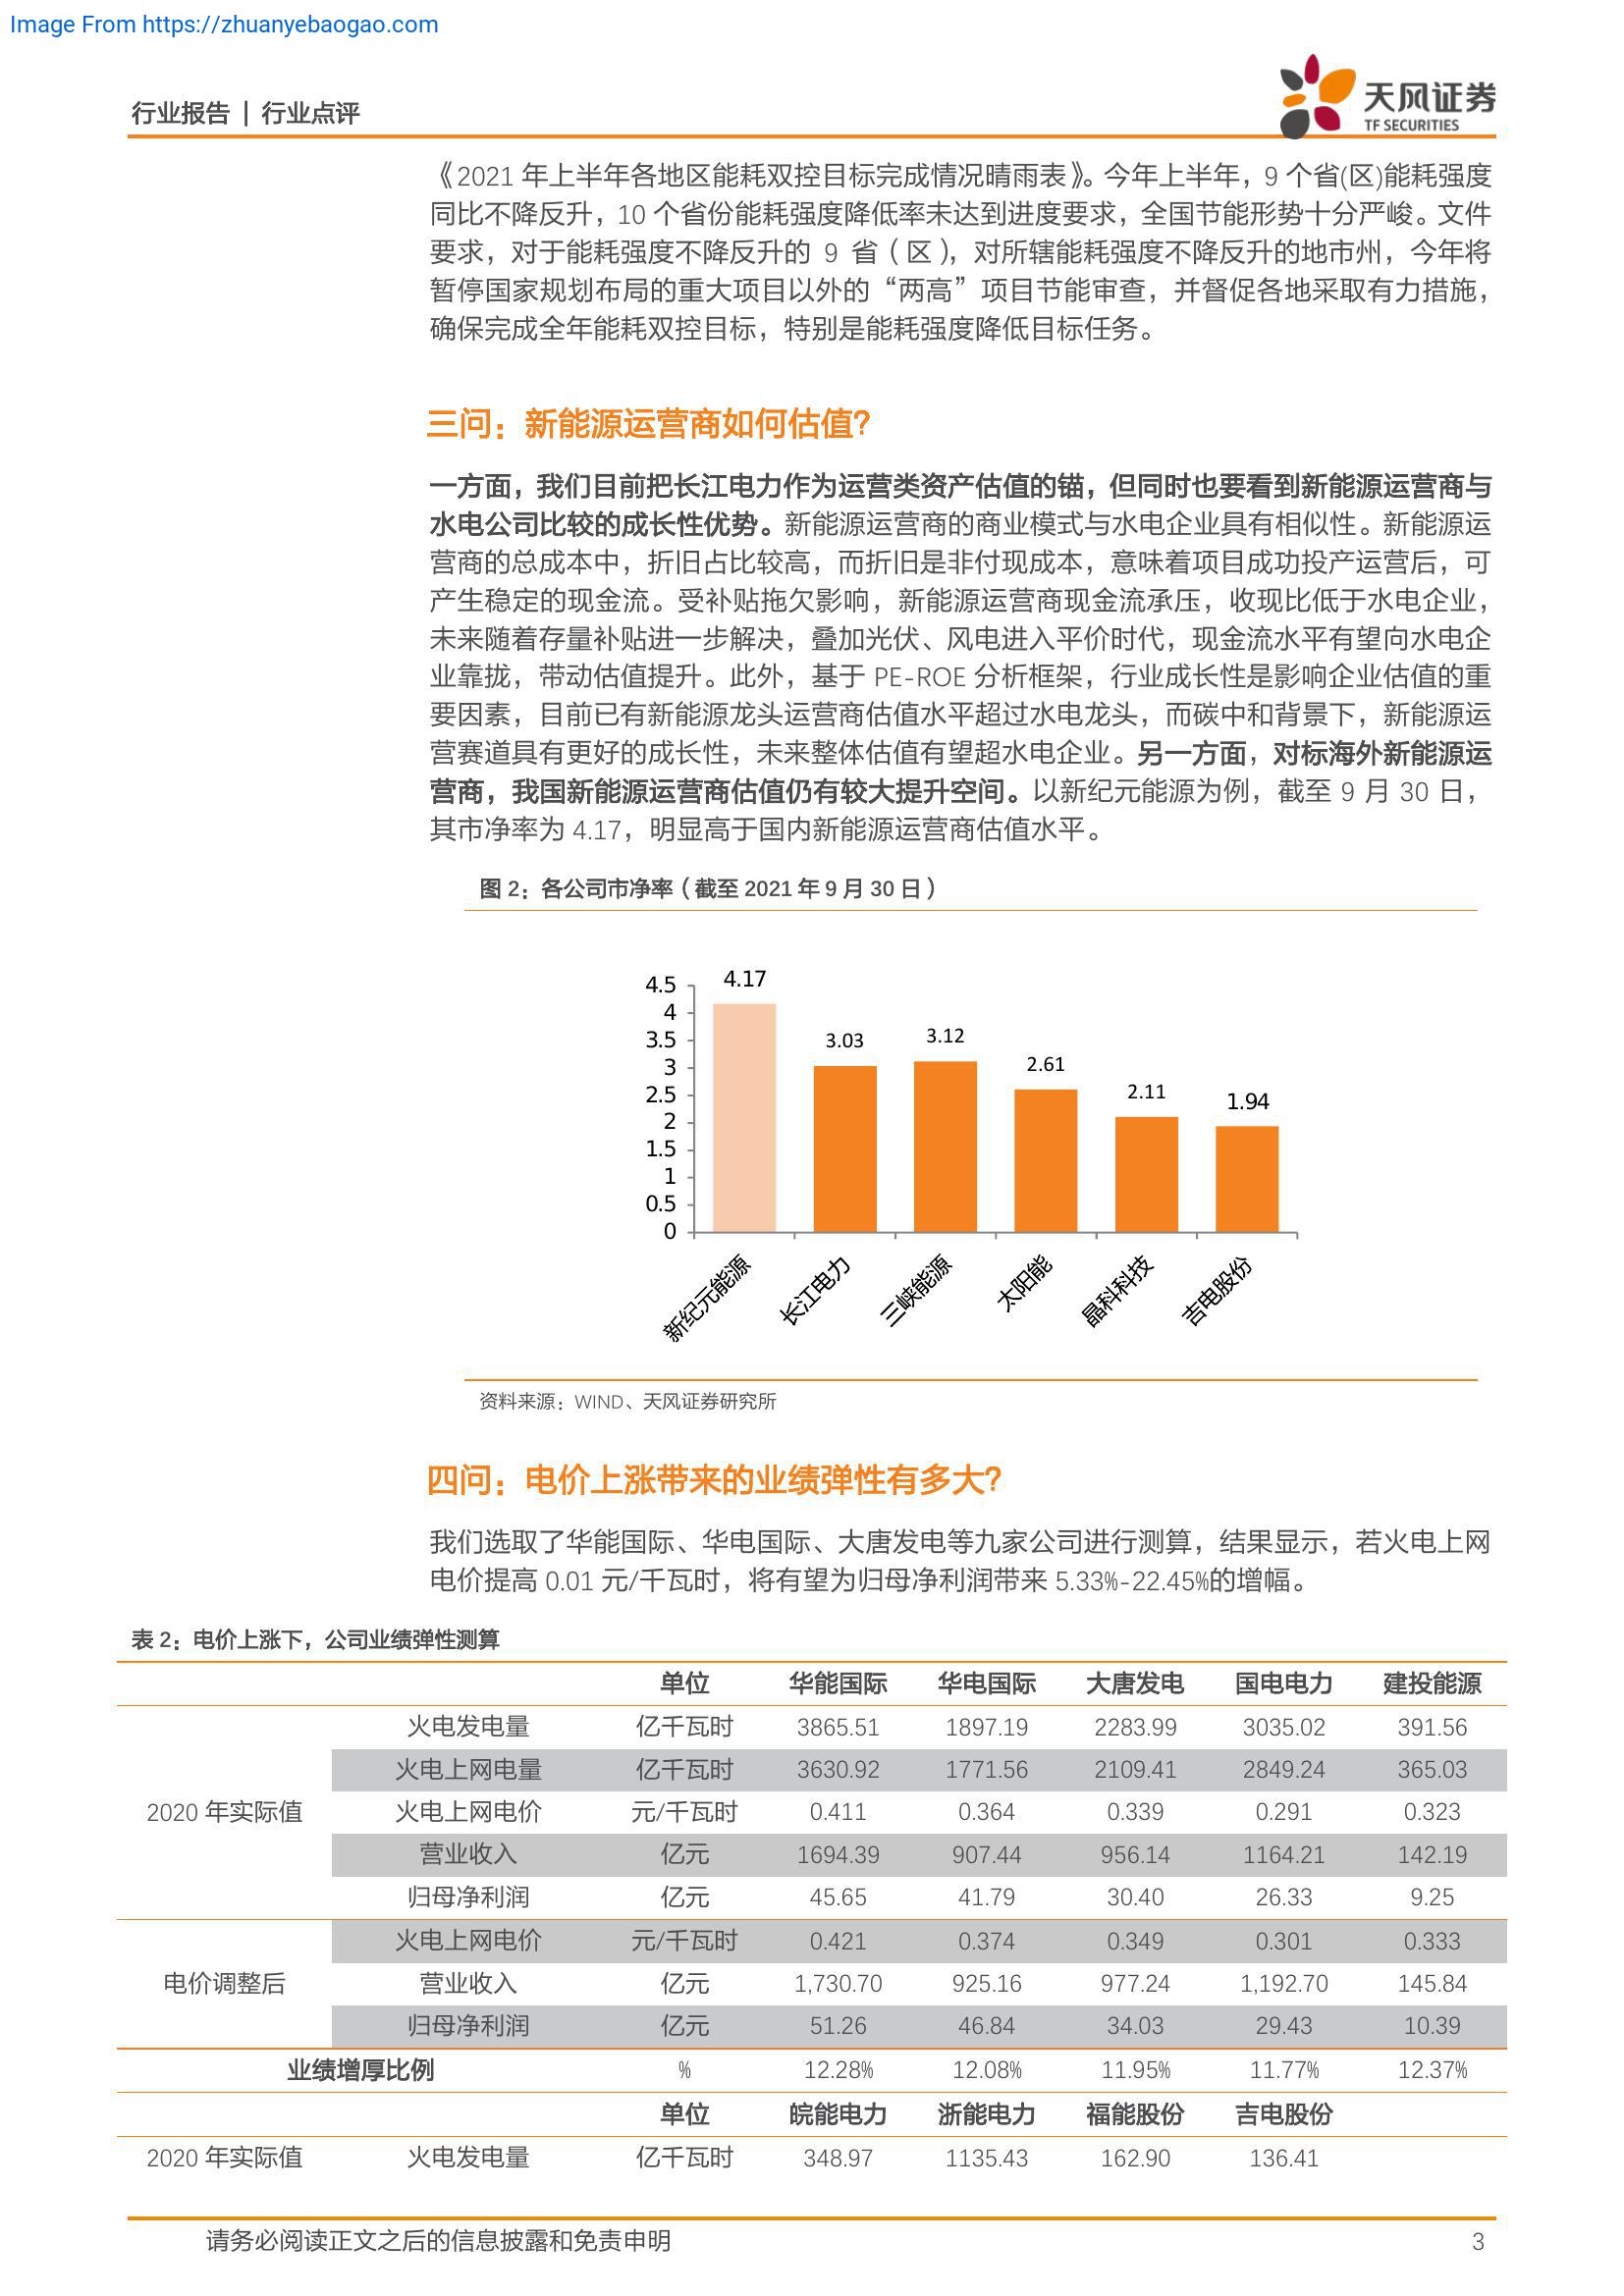 Image From https://zhuanyebaogao.com
行业报告 | 行业点评
天风证券
TF SECURITIES
《2021 年上半年各地区能耗双控目标完成情况晴雨表》。今年上半年，9 个省(区)能耗强度
同比不降反升，10 个省份能耗强度降低率未达到进度要求，全国节能形势十分严峻。文件
要求，对于能耗强度不降反升的 9 省（区），对所辖能耗强度不降反升的地市州，今年将
暂停国家规划布局的重大项目以外的“两高”项目节能审查，并督促各地采取有力措施，
确保完成全年能耗双控目标，特别是能耗强度降低目标任务。
三问：新能源运营商如何估值？
一方面，我们目前把长江电力作为运营类资产估值的锚，但同时也要看到新能源运营商与
水电公司比较的成长性优势。新能源运营商的商业模式与水电企业具有相似性。新能源运
营商的总成本中，折旧占比较高，而折旧是非付现成本，意味着项目成功投产运营后，可
产生稳定的现金流。受补贴拖欠影响，新能源运营商现金流承压，收现比低于水电企业，
未来随着存量补贴进一步解决，叠加光伏、风电进入平价时代，现金流水平有望向水电企
业靠拢，带动估值提升。此外，基于 PE-ROE 分析框架，行业成长性是影响企业估值的重
要因素，目前已有新能源龙头运营商估值水平超过水电龙头，而碳中和背景下，新能源运
营赛道具有更好的成长性，未来整体估值有望超水电企业。另一方面，对标海外新能源运
营商，我国新能源运营商估值仍有较大提升空间。以新纪元能源为例，截至 9 月 30 日，
其市净率为 4.17，明显高于国内新能源运营商估值水平。
图 2：各公司市净率（截至 2021 年 9 月 30 日）
4.5
4
3.5
3
2.5
2
1.5
1
0.5
0
4.17
3.03
3.12
2.61
2.11
1.94
新纪元能源
长江电力
三峡能源
太阳能
晶科科技
吉电股份
资料来源：WIND、天风证券研究所
四问：电价上涨带来的业绩弹性有多大？
我们选取了华能国际、华电国际、大唐发电等九家公司进行测算，结果显示，若火电上网
电价提高 0.01 元/千瓦时，将有望为归母净利润带来 5.33%-22.45%的增幅。
表 2：电价上涨下，公司业绩弹性测算
单位 华能国际 华电国际 大唐发电 国电电力 建投能源
火电发电量 亿千瓦时 3865.51 1897.19 2283.99 3035.02 391.56
火电上网电量 亿千瓦时 3630.92 1771.56 2109.41 2849.24 365.03
2020 年实际值 火电上网电价 元/千瓦时 0.411 0.364 0.339 0.291 0.323
营业收入 亿元 1694.39 907.44 956.14 1164.21 142.19
归母净利润 亿元 45.65 41.79 30.40 26.33 9.25
火电上网电价 元/千瓦时 0.421 0.374 0.349 0.301 0.333
电价调整后 营业收入 亿元 1,730.70 925.16 977.24 1,192.70 145.84
归母净利润 亿元 51.26 46.84 34.03 29.43 10.39
业绩增厚比例 % 12.28% 12.08% 11.95% 11.77% 12.37%
单位 皖能电力 浙能电力 福能股份 吉电股份
2020 年实际值 火电发电量 亿千瓦时 348.97 1135.43 162.90 136.41
请务必阅读正文之后的信息披露和免责申明 3